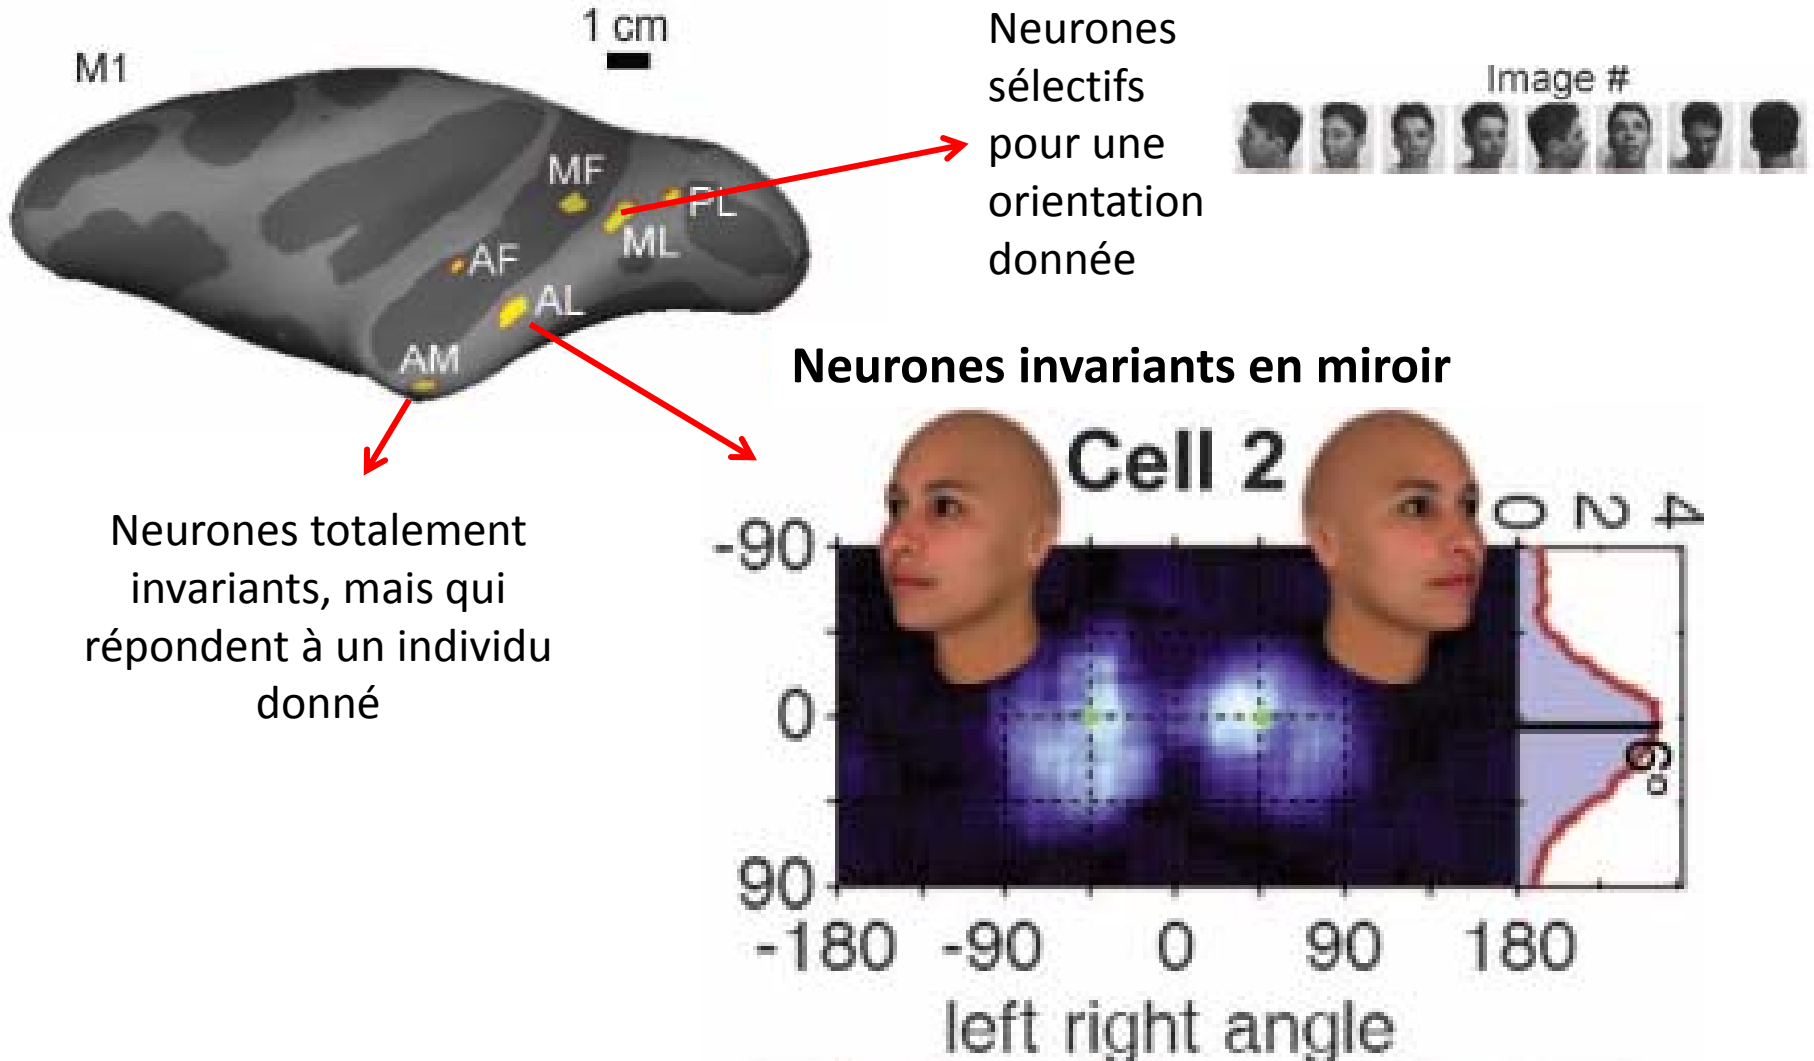 M1
1 cm
MF
PL
ML
AF
AL
AM
Neurones
sélectifs
pour une
orientation
donnée
Image #
Neurones invariants en miroir
Neurones totalement
invariants, mais qui
répondent à un individu
donné
Cell 2
0 2 4
-90
0
90
6°
-180 -90 0 90 180
left right angle